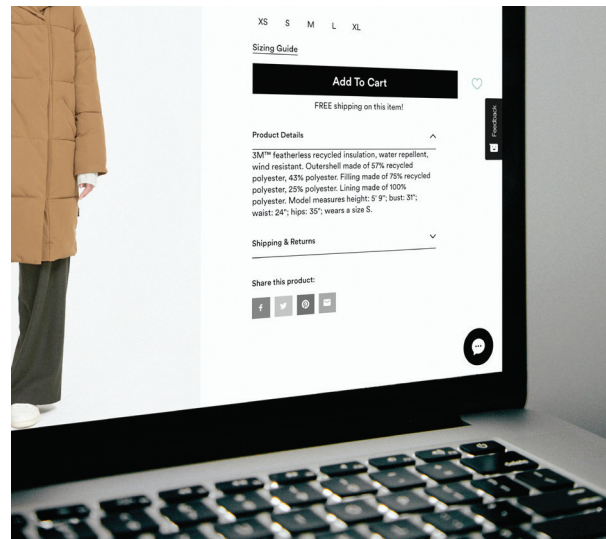 XS S M L XL
Sizing Guide
Add To Cart
FREE shipping on this item!
Feedback
Product Details
3M™ featherless recycled insulation, water repellent,
wind resistant. Outershell made of 57% recycled
polyester, 43% polyester. Filling made of 75% recycled
polyester, 25% polyester. Lining made of 100%
polyester. Model measures height: 5' 9"; bust: 31";
waist: 24"; hips: 35"; wears a size S.
Shipping & Returns
Share this product:
delete